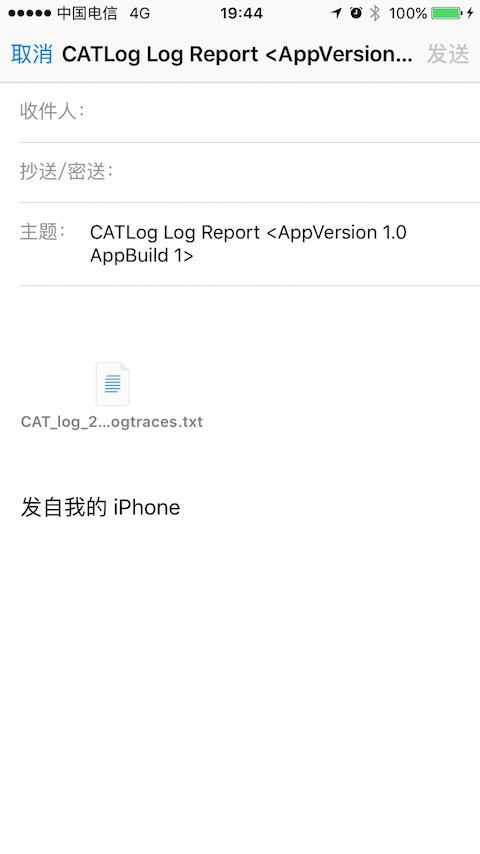 中国电信 4G 19:44 100%
取消 CATLog Log Report <AppVersion... 发送
收件人：
抄送/密送：
主题： CATLog Log Report <AppVersion 1.0
AppBuild 1>
CAT_log_2...ogtraces.txt
发自我的 iPhone